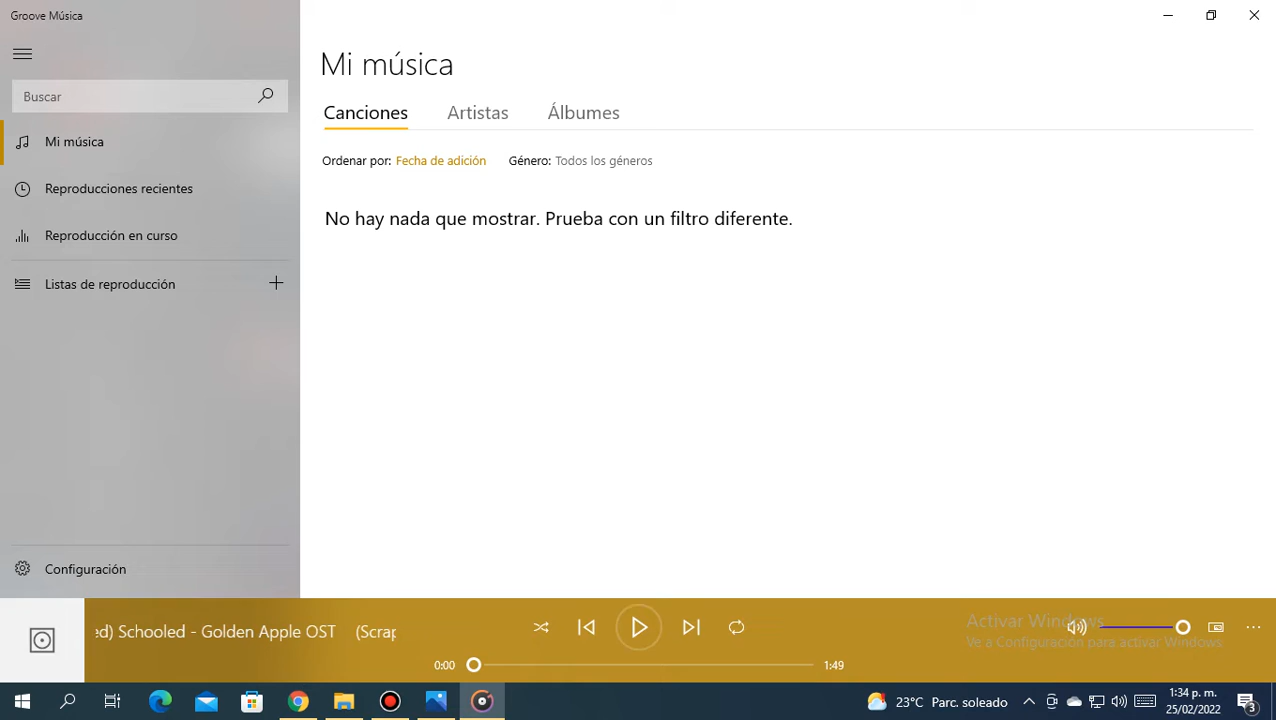 Groove Música
Buscar
Mi música
Reproducciones recientes
Reproducción en curso
Listas de reproducción
Configuración
Mi música
Canciones Artistas Álbumes
Ordenar por: Fecha de adición Género: Todos los géneros
No hay nada que mostrar. Prueba con un filtro diferente.
ed) Schooled - Golden Apple OST (Scrap
0:00 1:49
Activar Windows
Ve a Configuración para activar Windows.
23°C Parc. soleado
1:34 p. m.
25/02/2022
3